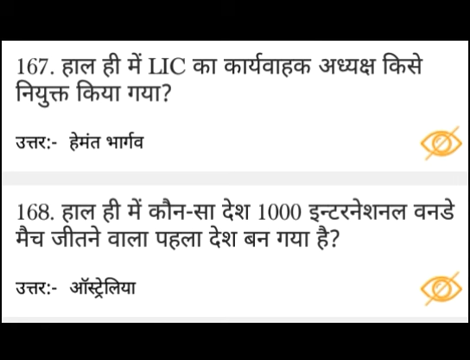 167. हाल ही में LIC का कार्यवाहक अध्यक्ष किसे
नियुक्त किया गया?
उत्तर:- हेमंत भार्गव
168. हाल ही में कौन-सा देश 1000 इन्टरनेशनल वनडे
मैच जीतने वाला पहला देश बन गया है?
उत्तर:- ऑस्ट्रेलिया